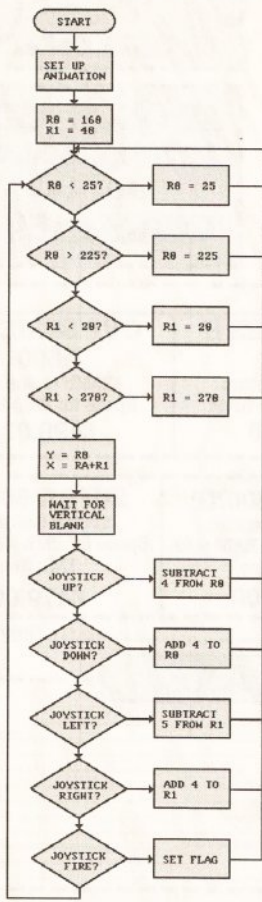 START
SET UP
ANIMATION
R0 = 160
R1 = 48
R0 < 25?
R0 = 25
R0 > 225?
R0 = 225
R1 < 20?
R1 = 20
R1 > 270?
R1 = 270
Y = R0
X = RA+R1
WAIT FOR
VERTICAL
BLANK
JOYSTICK
UP?
SUBTRACT
4 FROM R0
JOYSTICK
DOWN?
ADD 4 TO
R0
JOYSTICK
LEFT?
SUBTRACT
5 FROM R1
JOYSTICK
RIGHT?
ADD 4 TO
R1
JOYSTICK
FIRE?
SET FLAG